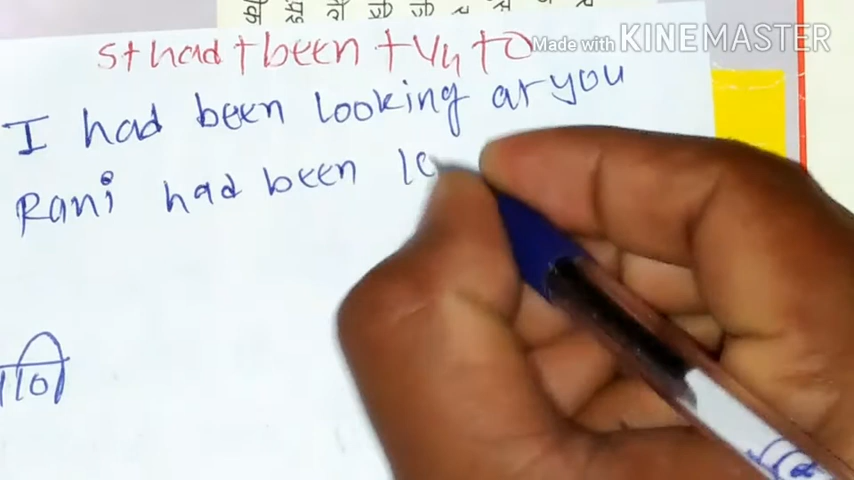 Made with KINEMASTER
S + had + been + V4 + O
I had been looking at you
Rani had been lo